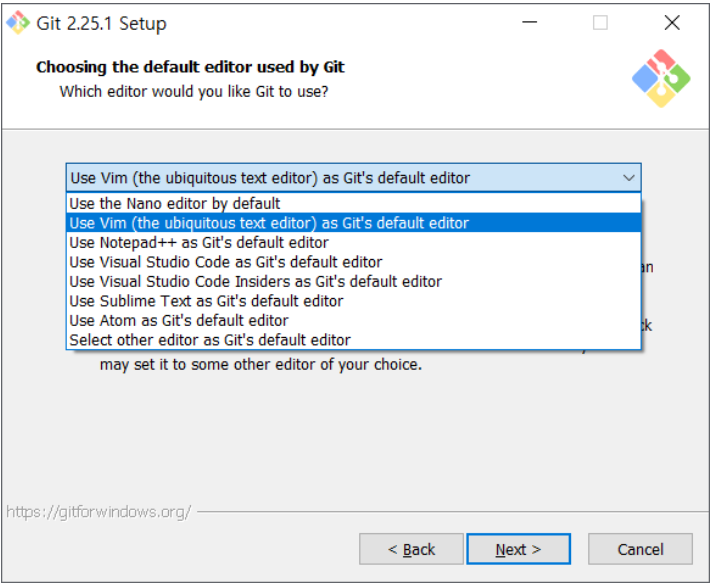 Git 2.25.1 Setup
Choosing the default editor used by Git
Which editor would you like Git to use?
Use Vim (the ubiquitous text editor) as Git's default editor
Use the Nano editor by default
Use Vim (the ubiquitous text editor) as Git's default editor
Use Notepad++ as Git's default editor
Use Visual Studio Code as Git's default editor
Use Visual Studio Code Insiders as Git's default editor
Use Sublime Text as Git's default editor
Use Atom as Git's default editor
Select other editor as Git's default editor
may set it to some other editor of your choice.
https://gitforwindows.org/
< Back Next > Cancel